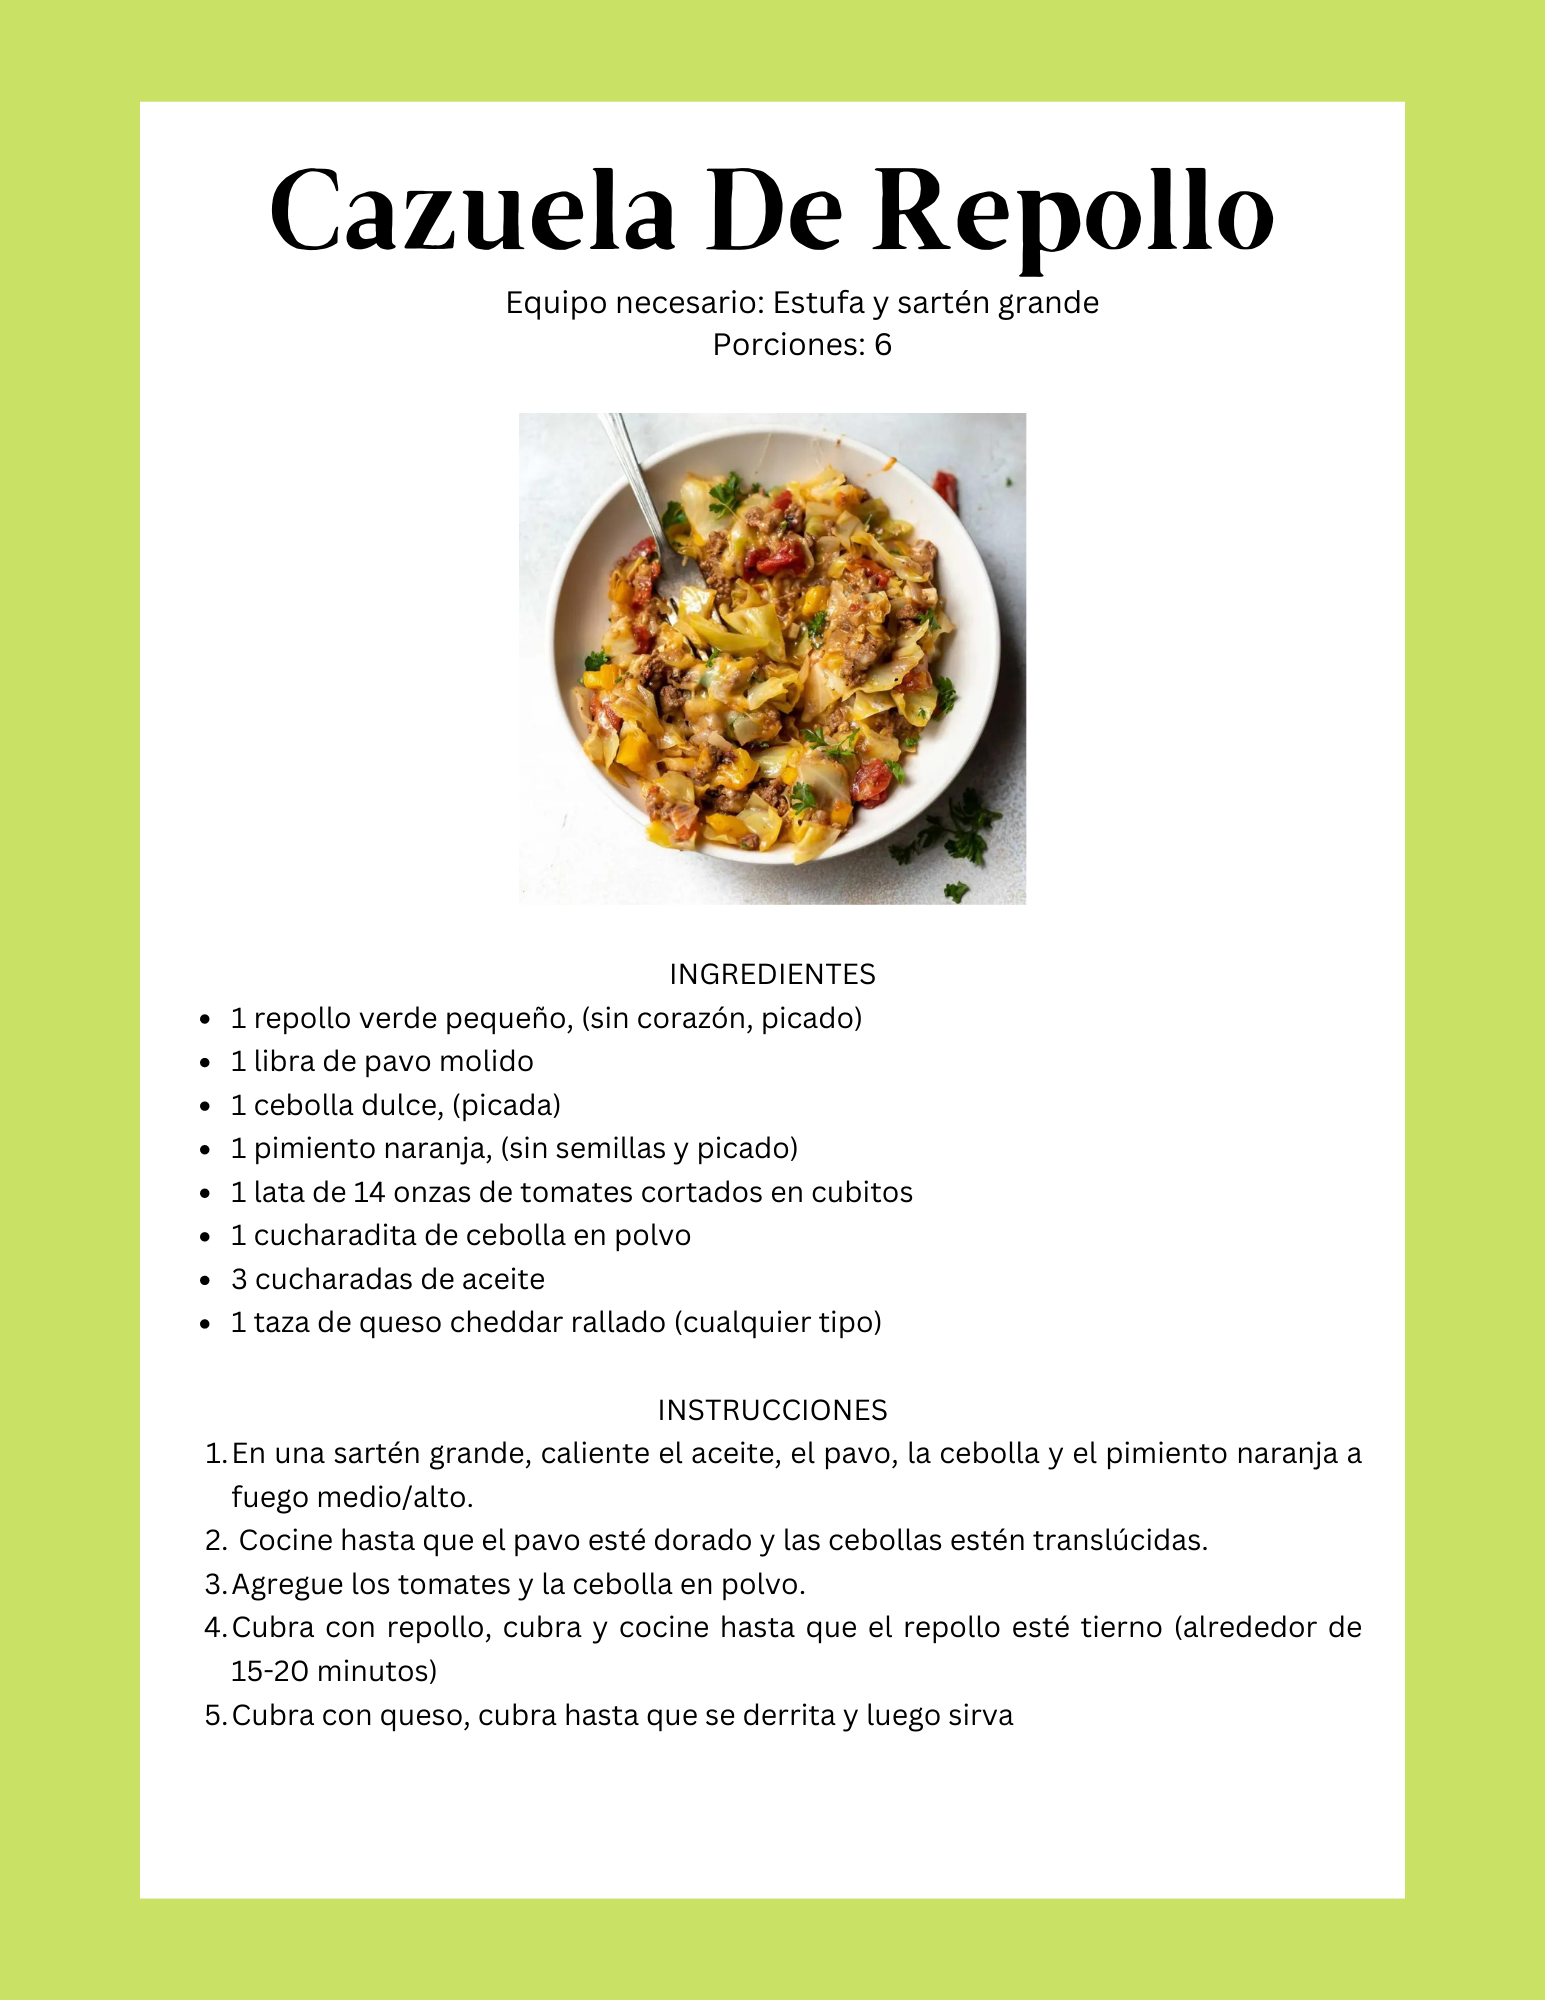 Cazuela De Repollo
Equipo necesario: Estufa y sartén grande
Porciones: 6
INGREDIENTES
• 1 repollo verde pequeño, (sin corazón, picado)
• 1 libra de pavo molido
• 1 cebolla dulce, (picada)
• 1 pimiento naranja, (sin semillas y picado)
• 1 lata de 14 onzas de tomates cortados en cubitos
• 1 cucharadita de cebolla en polvo
• 3 cucharadas de aceite
• 1 taza de queso cheddar rallado (cualquier tipo)
INSTRUCCIONES
1. En una sartén grande, caliente el aceite, el pavo, la cebolla y el pimiento naranja a
fuego medio/alto.
2. Cocine hasta que el pavo esté dorado y las cebollas estén translúcidas.
3. Agregue los tomates y la cebolla en polvo.
4. Cubra con repollo, cubra y cocine hasta que el repollo esté tierno (alrededor de
15-20 minutos)
5. Cubra con queso, cubra hasta que se derrita y luego sirva